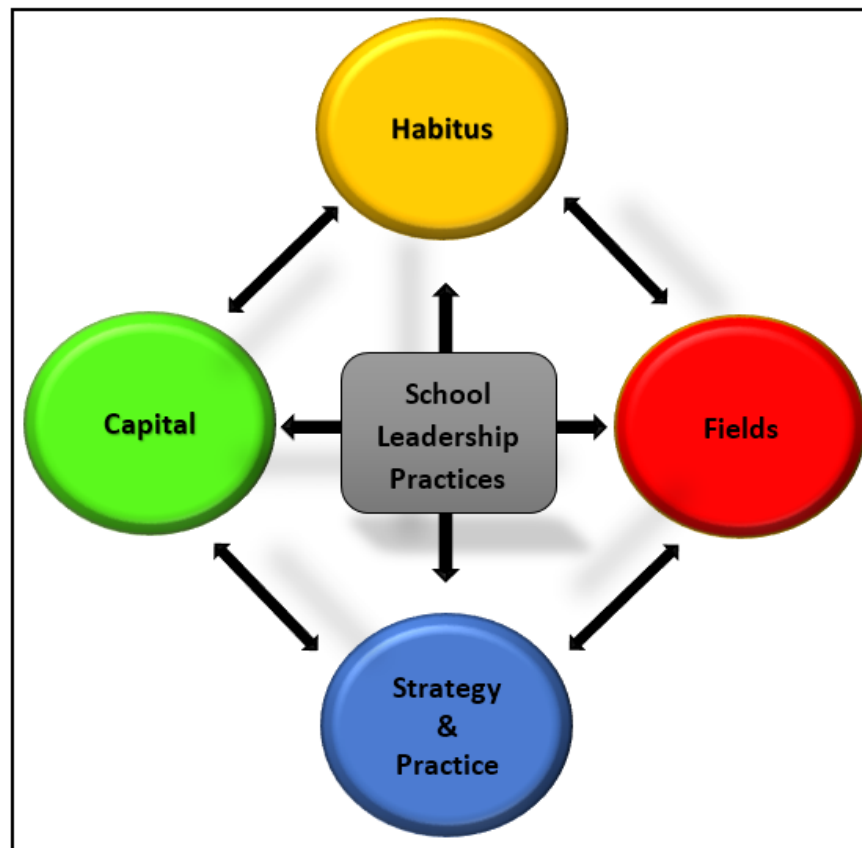 Habitus
Capital
School
Leadership
Practices
Fields
Strategy
&
Practice